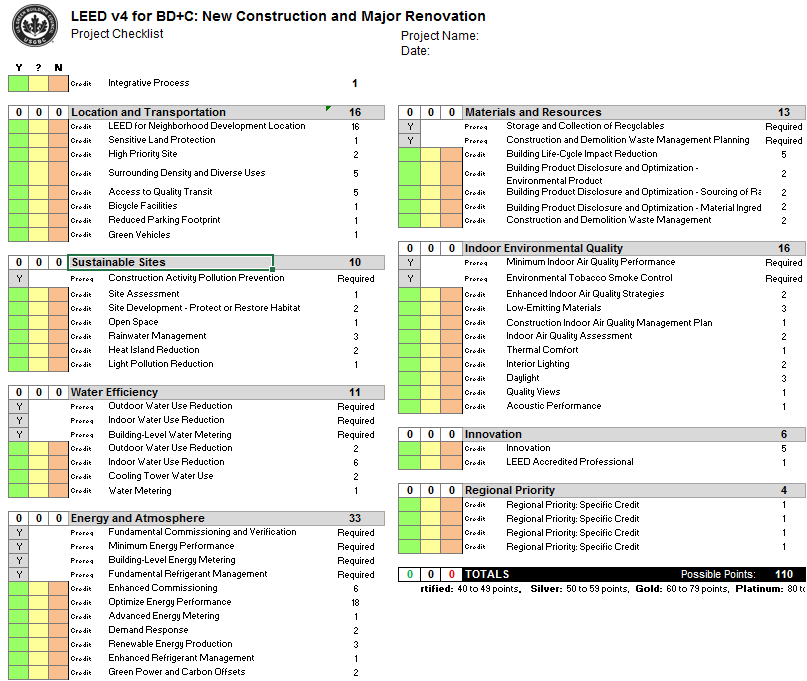 LEED v4 for BD+C: New Construction and Major Renovation
Project Checklist
Project Name:
Date:
Y ? N
Credit Integrative Process 1
0 0 0 Location and Transportation 16
Credit LEED for Neighborhood Development Location 16
Credit Sensitive Land Protection 1
Credit High Priority Site 2
Credit Surrounding Density and Diverse Uses 5
Credit Access to Quality Transit 5
Credit Bicycle Facilities 1
Credit Reduced Parking Footprint 1
Credit Green Vehicles 1
0 0 0 Sustainable Sites 10
Y Prereq Construction Activity Pollution Prevention Required
Credit Site Assessment 1
Credit Site Development - Protect or Restore Habitat 2
Credit Open Space 1
Credit Rainwater Management 3
Credit Heat Island Reduction 2
Credit Light Pollution Reduction 1
0 0 0 Water Efficiency 11
Y Prereq Outdoor Water Use Reduction Required
Y Prereq Indoor Water Use Reduction Required
Y Prereq Building-Level Water Metering Required
Credit Outdoor Water Use Reduction 2
Credit Indoor Water Use Reduction 6
Credit Cooling Tower Water Use 2
Credit Water Metering 1
0 0 0 Energy and Atmosphere 33
Y Prereq Fundamental Commissioning and Verification Required
Y Prereq Minimum Energy Performance Required
Y Prereq Building-Level Energy Metering Required
Y Prereq Fundamental Refrigerant Management Required
Credit Enhanced Commissioning 6
Credit Optimize Energy Performance 18
Credit Advanced Energy Metering 1
Credit Demand Response 2
Credit Renewable Energy Production 3
Credit Enhanced Refrigerant Management 1
Credit Green Power and Carbon Offsets 2
0 0 0 Materials and Resources 13
Y Prereq Storage and Collection of Recyclables Required
Y Prereq Construction and Demolition Waste Management Planning Required
Credit Building Life-Cycle Impact Reduction 5
Credit Building Product Disclosure and Optimization - 2
Environmental Product
Credit Building Product Disclosure and Optimization - Sourcing of Ra 2
Credit Building Product Disclosure and Optimization - Material Ingred 2
Credit Construction and Demolition Waste Management 2
0 0 0 Indoor Environmental Quality 16
Y Prereq Minimum Indoor Air Quality Performance Required
Y Prereq Environmental Tobacco Smoke Control Required
Credit Enhanced Indoor Air Quality Strategies 2
Credit Low-Emitting Materials 3
Credit Construction Indoor Air Quality Management Plan 1
Credit Indoor Air Quality Assessment 2
Credit Thermal Comfort 1
Credit Interior Lighting 2
Credit Daylight 3
Credit Quality Views 1
Credit Acoustic Performance 1
0 0 0 Innovation 6
Credit Innovation 5
Credit LEED Accredited Professional 1
0 0 0 Regional Priority 4
Credit Regional Priority: Specific Credit 1
Credit Regional Priority: Specific Credit 1
Credit Regional Priority: Specific Credit 1
Credit Regional Priority: Specific Credit 1
0 0 0 TOTALS Possible Points: 110
rtified: 40 to 49 points, Silver: 50 to 59 points, Gold: 60 to 79 points, Platinum: 80 to